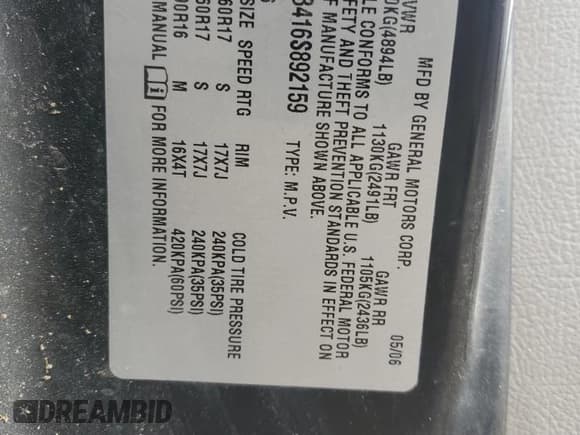 MFD BY GENERAL MOTORS CORP. 05/06
VWR GAWR FRT GAWR RR
0KG(4894LB) 1130KG(2491LB) 1105KG(2436LB)
LE CONFORMS TO ALL APPLICABLE U.S. FEDERAL MOTOR
FETY AND THEFT PREVENTION STANDARDS IN EFFECT ON
F MANUFACTURE SHOWN ABOVE.
3416S892159 TYPE: M.P.V.
SIZE SPEED RTG RIM COLD TIRE PRESSURE
60R17 S 17X7J 240KPA(35PSI)
60R17 S 17X7J 240KPA(35PSI)
90R16 M 16X4T 420KPA(60PSI)
MANUAL FOR MORE INFORMATION.
DREAMBID